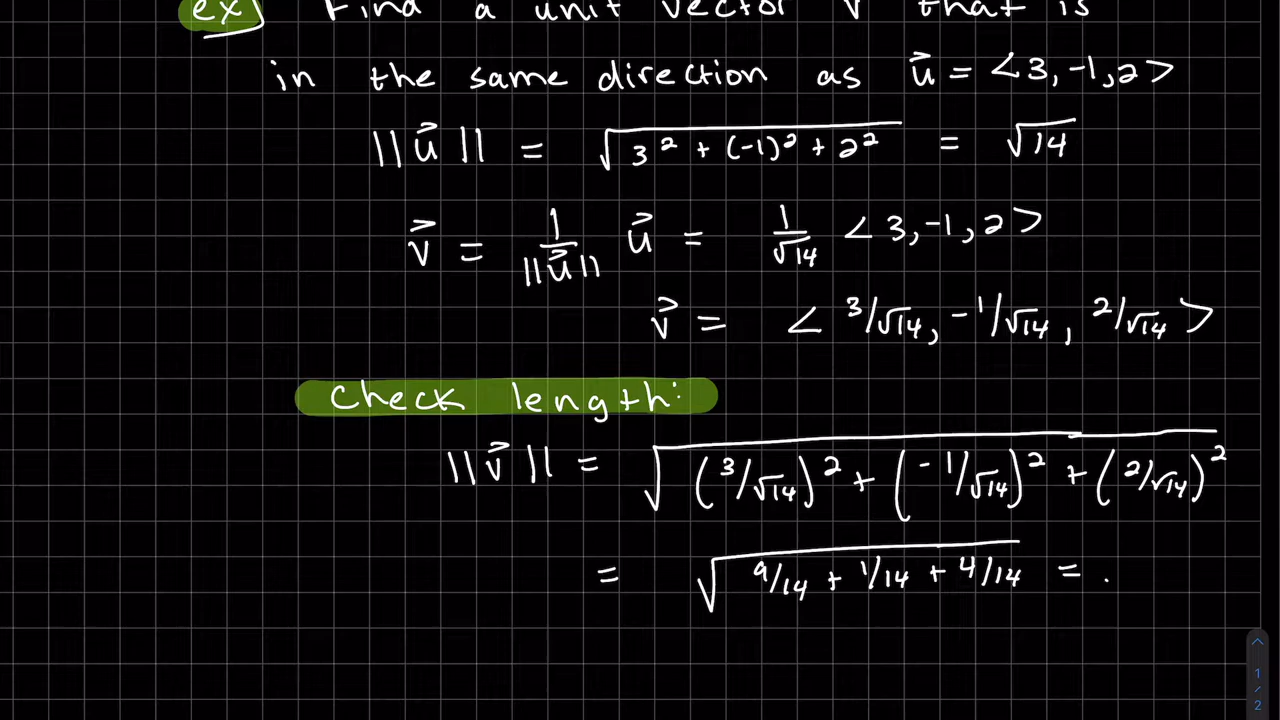 ex) Find a unit vector v⃗ that is
in the same direction as u⃗ = <3,-1,2>
||u⃗|| = √(3² + (-1)² + 2²) = √14
v⃗ = 1/||u⃗|| u⃗ = 1/√14 <3,-1,2>
v⃗ = <3/√14, -1/√14, 2/√14>
Check length:
||v⃗|| = √((3/√14)² + (-1/√14)² + (2/√14)²)
= √(9/14 + 1/14 + 4/14) = .
1
/
2